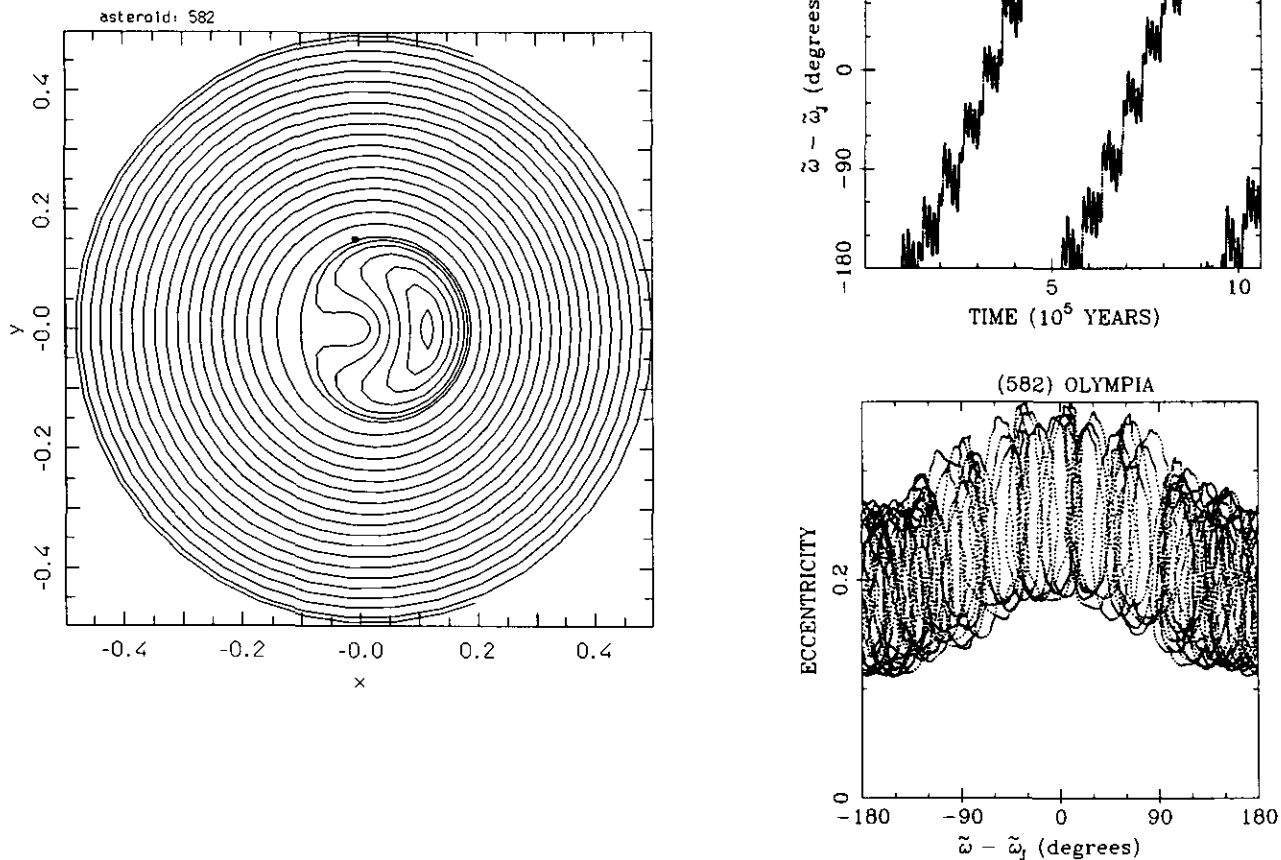 asteroid: 582
0.4
0.2
-0.0
-0.2
-0.4
y
-0.4
-0.2
-0.0
0.2
0.4
x
ω̃ - ω̃J (degrees
0
-90
-180
5
10
TIME (10⁵ YEARS)
(582) OLYMPIA
ECCENTRICITY
0.2
0
-180
-90
0
90
180
ω̃ - ω̃J (degrees)